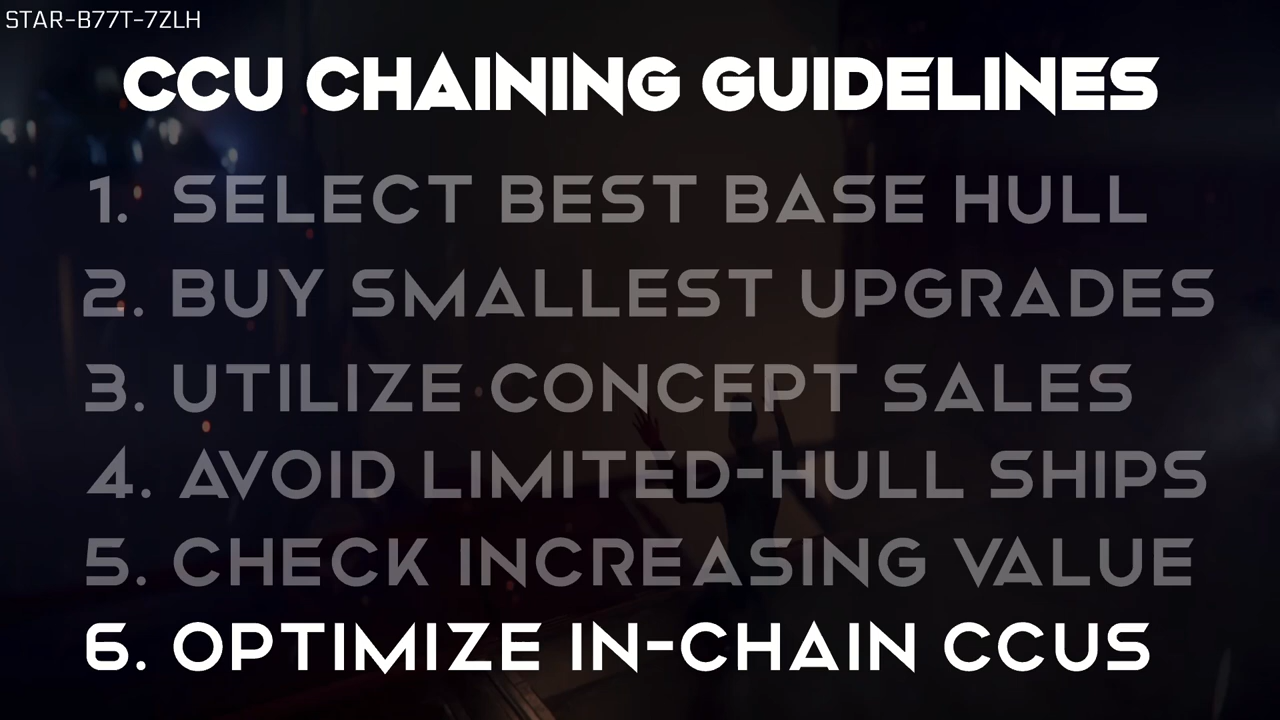 STAR-B77T-7ZLH
CCU CHAINING GUIDELINES
1. SELECT BEST BASE HULL
2. BUY SMALLEST UPGRADES
3. UTILIZE CONCEPT SALES
4. AVOID LIMITED-HULL SHIPS
5. CHECK INCREASING VALUE
6. OPTIMIZE IN-CHAIN CCUS